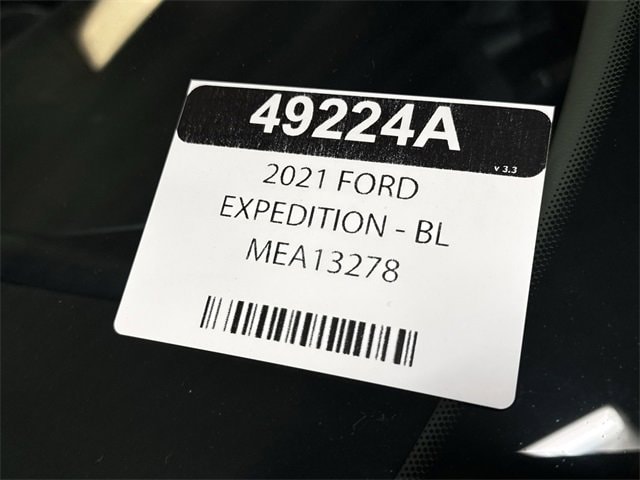 49224A
v 3.3
2021 FORD
EXPEDITION - BL
MEA13278